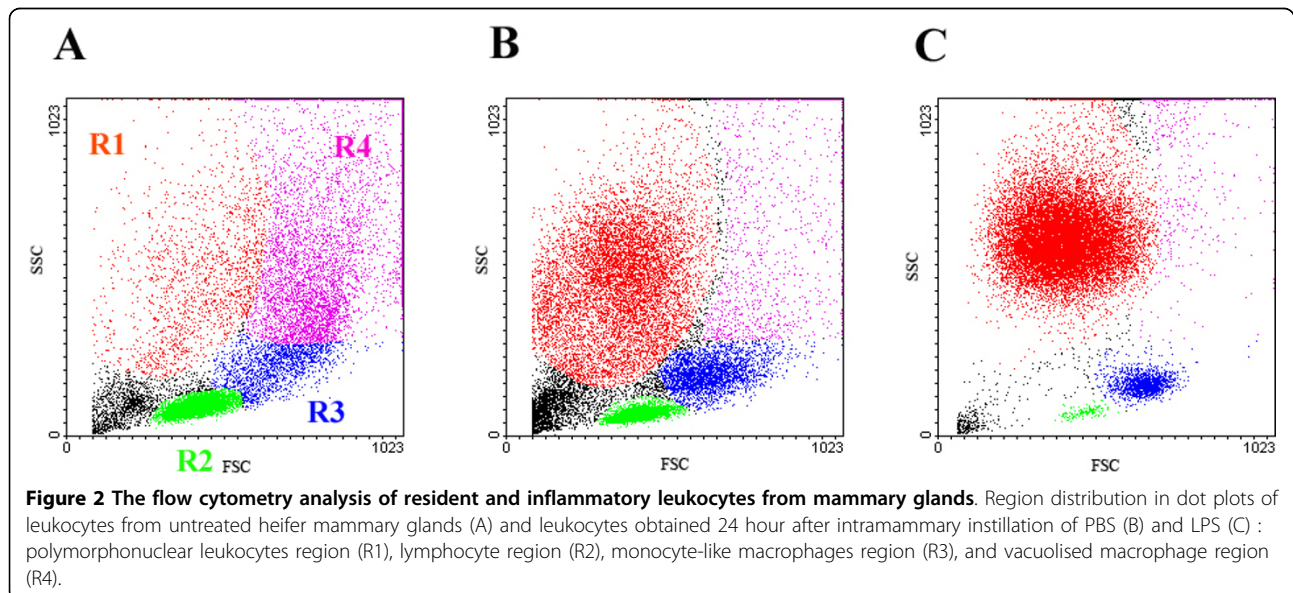 A B C
1023 1023 1023
R1 R4
SSC SSC SSC
R3
0 0 0
0 1023 0 1023 0 1023
R2 FSC FSC FSC
Figure 2 The flow cytometry analysis of resident and inflammatory leukocytes from mammary glands. Region distribution in dot plots of
leukocytes from untreated heifer mammary glands (A) and leukocytes obtained 24 hour after intramammary instillation of PBS (B) and LPS (C) :
polymorphonuclear leukocytes region (R1), lymphocyte region (R2), monocyte-like macrophages region (R3), and vacuolised macrophage region
(R4).